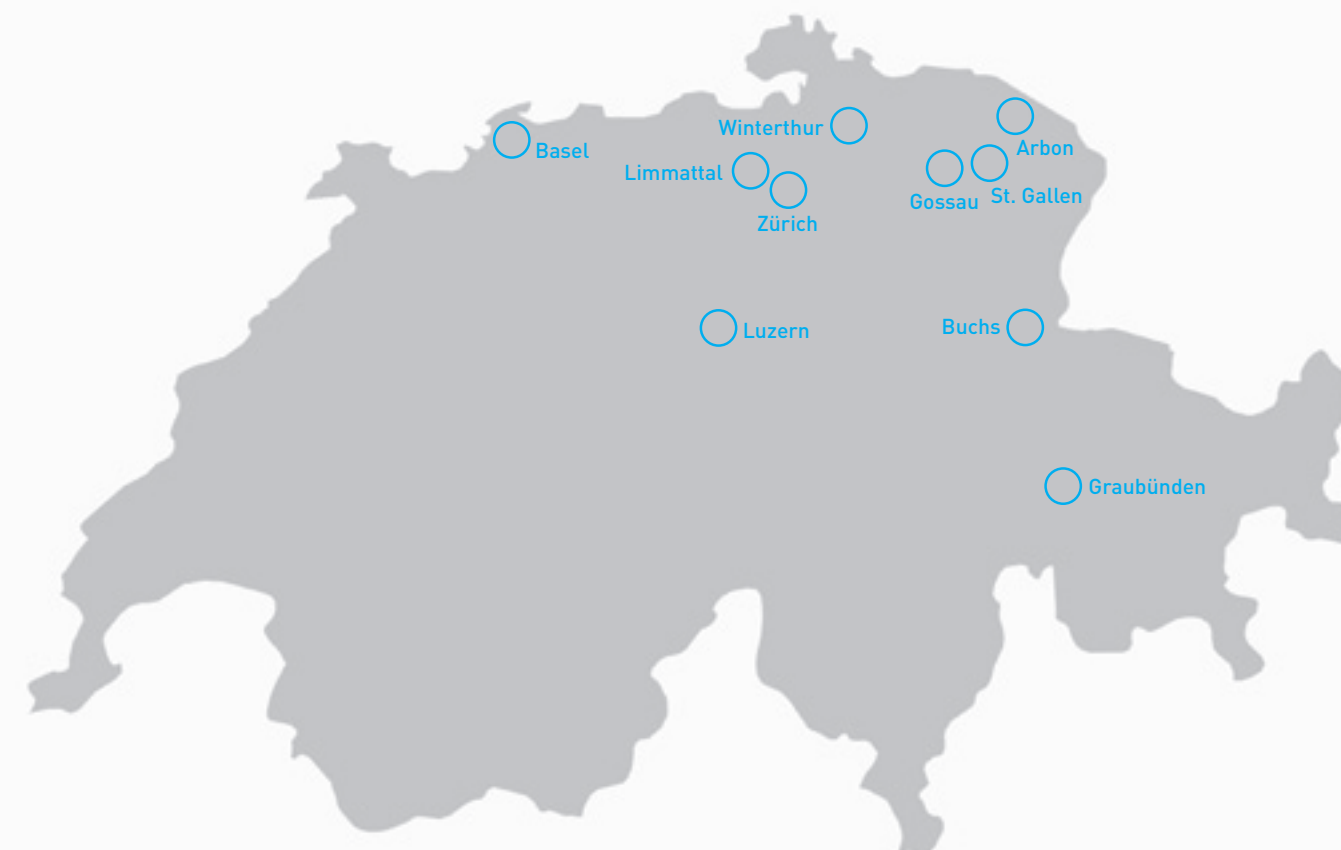 Winterthur
Basel
Arbon
Limmattal
Gossau
St. Gallen
Zürich
Luzern
Buchs
Graubünden